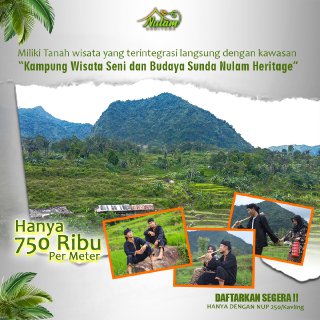 Nulam
HERITAGE
Miliki Tanah wisata yang terintegrasi langsung dengan kawasan
"Kampung Wisata Seni dan Budaya Sunda Nulam Heritage"
Hanya
750 Ribu
Per Meter
DAFTARKAN SEGERA !!
HANYA DENGAN NUP 250/Kavling